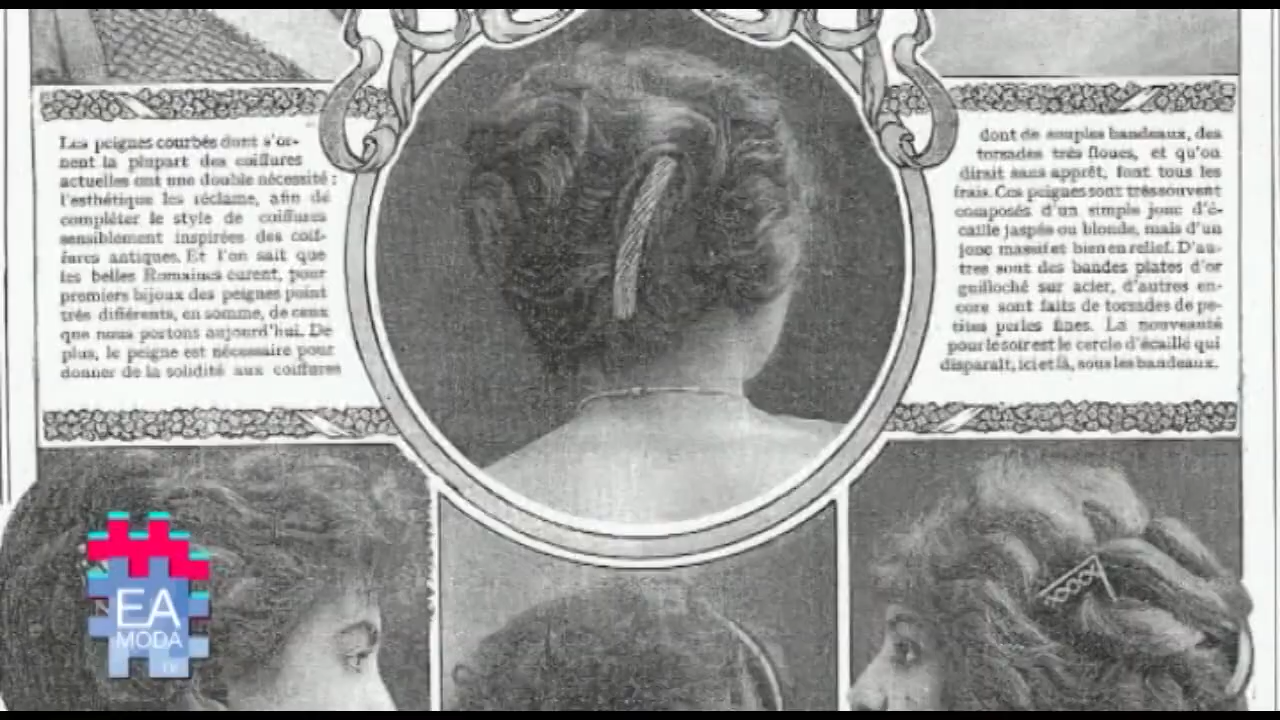 Les peignes courbés dont s'or-
nent la plupart des coiffures
actuelles ont une double nécessité :
l'esthétique les réclame, afin de
compléter le style de coiffures
sensiblement inspirées des coif-
fures antiques. Et l'on sait que
les belles Romaines eurent, pour
premiers bijoux des peignes point
très différents, en somme, de ceux
que nous portons aujourd'hui. De
plus, le peigne est nécessaire pour
donner de la solidité aux coiffures
dont de souples bandeaux, des
torsades très floues, et qu'on
dirait sans apprêt, font tous les
frais. Ces peignes sont très souvent
composés d'un simple jonc d'é-
caille jaspée ou blonde, mais d'un
jonc massif et bien en relief. D'au-
tres sont des bandes plates d'or
guilloché sur acier, d'autres en-
core sont faits de torsades de pe-
tites perles fines. La nouveauté
pour le soir est le cercle d'écaille qui
disparaît, ici et là, sous les bandeaux.
EA
MODA